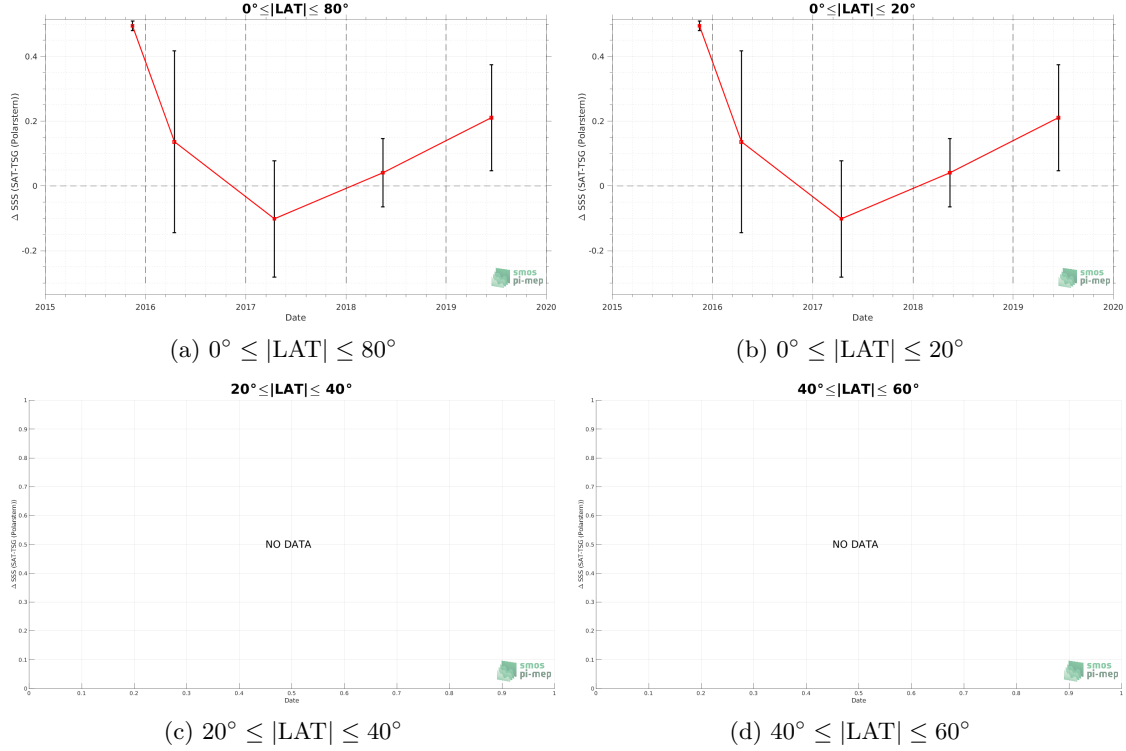 0°≤|LAT|≤ 80°
Δ SSS (SAT-TSG (Polarstern))
0.4
0.2
0
-0.2
2015 2016 2017 2018 2019 2020
Date
smos
pi-mep
(a) 0° ≤ |LAT| ≤ 80°
0°≤|LAT|≤ 20°
Δ SSS (SAT-TSG (Polarstern))
0.4
0.2
0
-0.2
2015 2016 2017 2018 2019 2020
Date
smos
pi-mep
(b) 0° ≤ |LAT| ≤ 20°
20°≤|LAT|≤ 40°
Δ SSS (SAT-TSG (Polarstern))
1
0.9
0.8
0.7
0.6
0.5
0.4
0.3
0.2
0.1
0
NO DATA
0 0.1 0.2 0.3 0.4 0.5 0.6 0.7 0.8 0.9 1
Date
smos
pi-mep
(c) 20° ≤ |LAT| ≤ 40°
40°≤|LAT|≤ 60°
Δ SSS (SAT-TSG (Polarstern))
1
0.9
0.8
0.7
0.6
0.5
0.4
0.3
0.2
0.1
0
NO DATA
0 0.1 0.2 0.3 0.4 0.5 0.6 0.7 0.8 0.9 1
Date
smos
pi-mep
(d) 40° ≤ |LAT| ≤ 60°